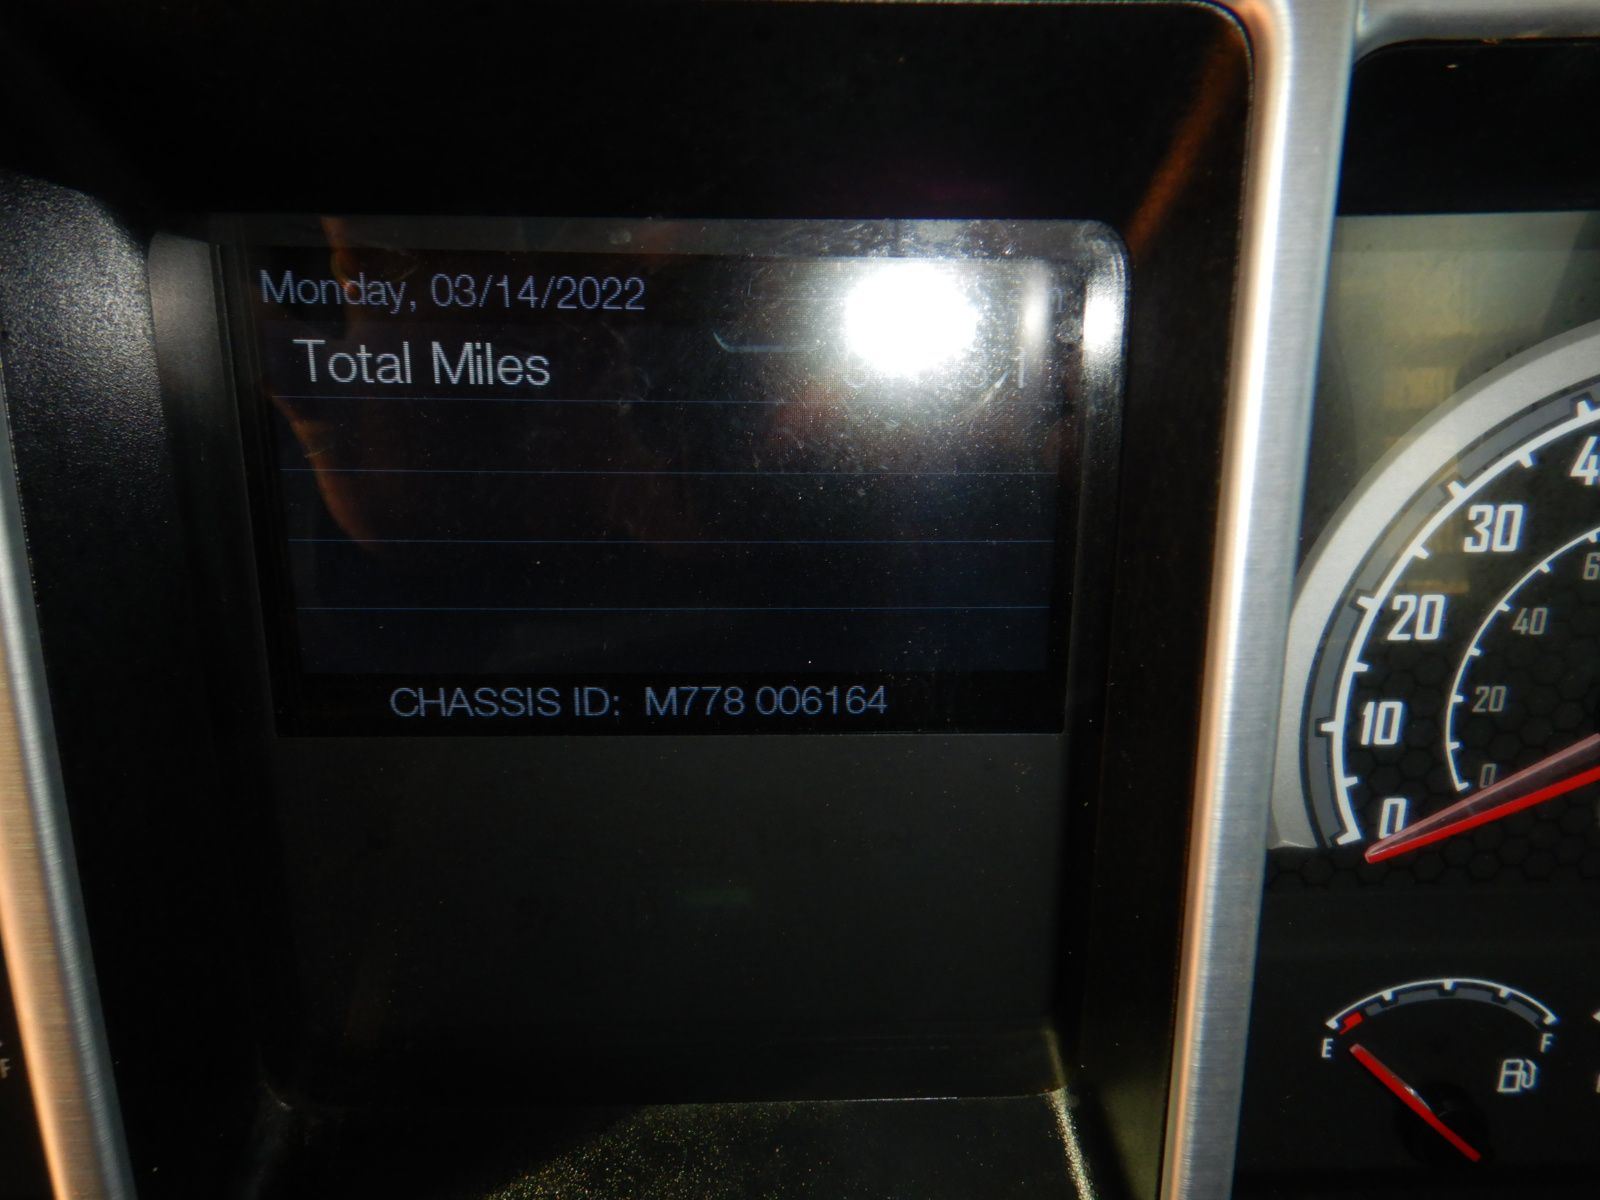 Monday, 03/14/2022
Total Miles
CHASSIS ID: M778 006164
30
20
10
0
40
20
0
E
F